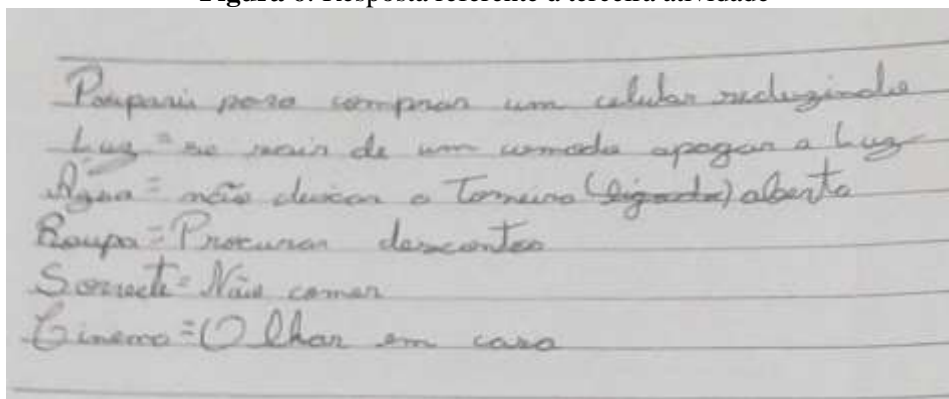 Figura 6: Resposta referente a terceira atividade
Pouparia para comprar um celular reduzindo
Luz = se sair de um comodo apagar a luz
Água = não deixar a Torneira (ligada) aberta
Roupa = Procurar descontos
Sorvete = Não comer
Cinema = Olhar em casa